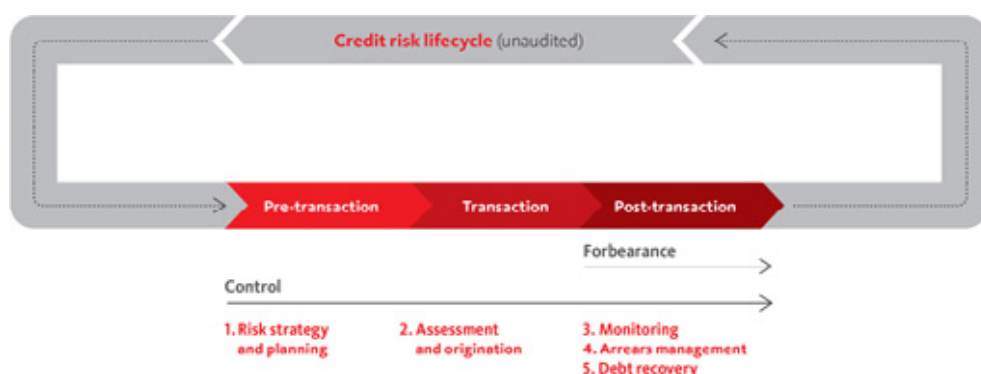 Credit risk lifecycle (unaudited)
Pre-transaction
Transaction
Post-transaction
Forbearance
Control
1. Risk strategy
and planning
2. Assessment
and origination
3. Monitoring
4. Arrears management
5. Debt recovery